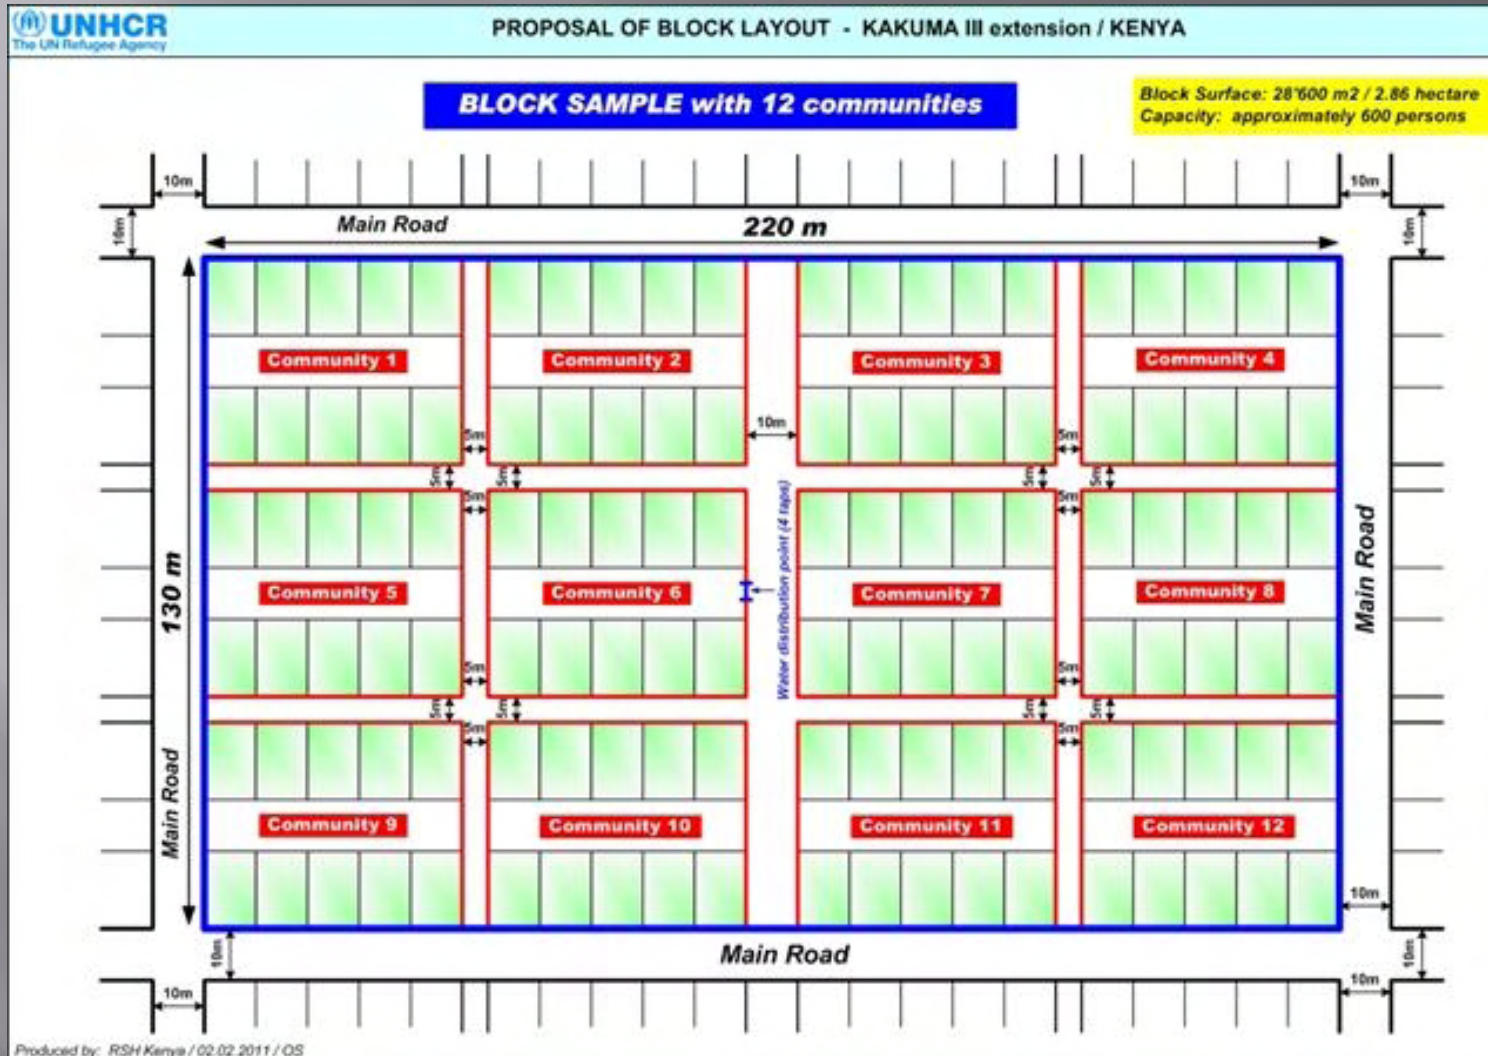 UNHCR
The UN Refugee Agency
PROPOSAL OF BLOCK LAYOUT - KAKUMA III extension / KENYA
BLOCK SAMPLE with 12 communities
Block Surface: 28'600 m2 / 2.86 hectare
Capacity: approximately 600 persons
10m
10m
10m
10m
Main Road
220 m
Community 1
Community 2
Community 3
Community 4
10m
5m
5m
5m
5m
5m
5m
5m
5m
130 m
Main Road
Community 5
Community 6
Water distribution point (4 taps)
Community 7
Community 8
Main Road
5m
5m
5m
5m
5m
5m
5m
5m
Community 9
Community 10
Community 11
Community 12
10m
10m
Main Road
10m
10m
10m
Produced by: RSH Kenya / 02.02.2011 / OS